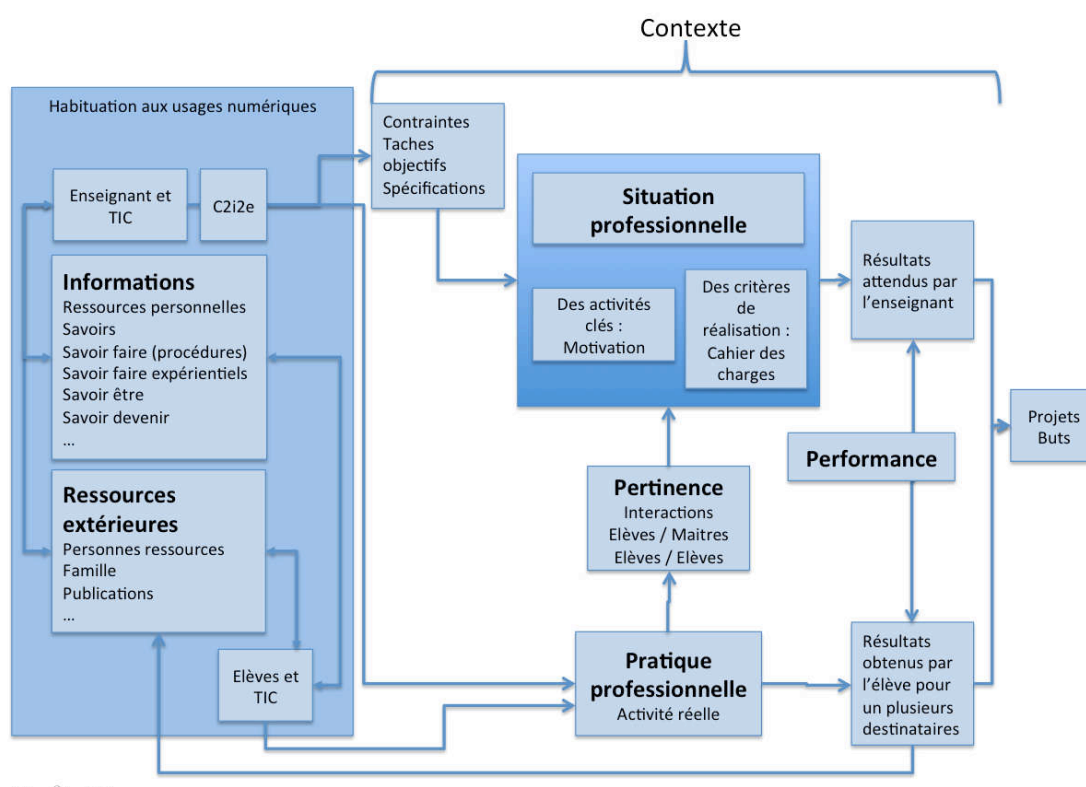 Contexte
Habituation aux usages numériques
Enseignant et
TIC
C2i2e
Informations
Ressources personnelles
Savoirs
Savoir faire (procédures)
Savoir faire expérientiels
Savoir être
Savoir devenir
...
Ressources
extérieures
Personnes ressources
Famille
Publications
...
Elèves et
TIC
Contraintes
Taches
objectifs
Spécifications
Situation
professionnelle
Des activités
clés :
Motivation
Des critères
de
réalisation :
Cahier des
charges
Pertinence
Interactions
Elèves / Maitres
Elèves / Elèves
Pratique
professionnelle
Activité réelle
Résultats
attendus par
l’enseignant
Performance
Résultats
obtenus par
l’élève pour
un plusieurs
destinataires
Projets
Buts